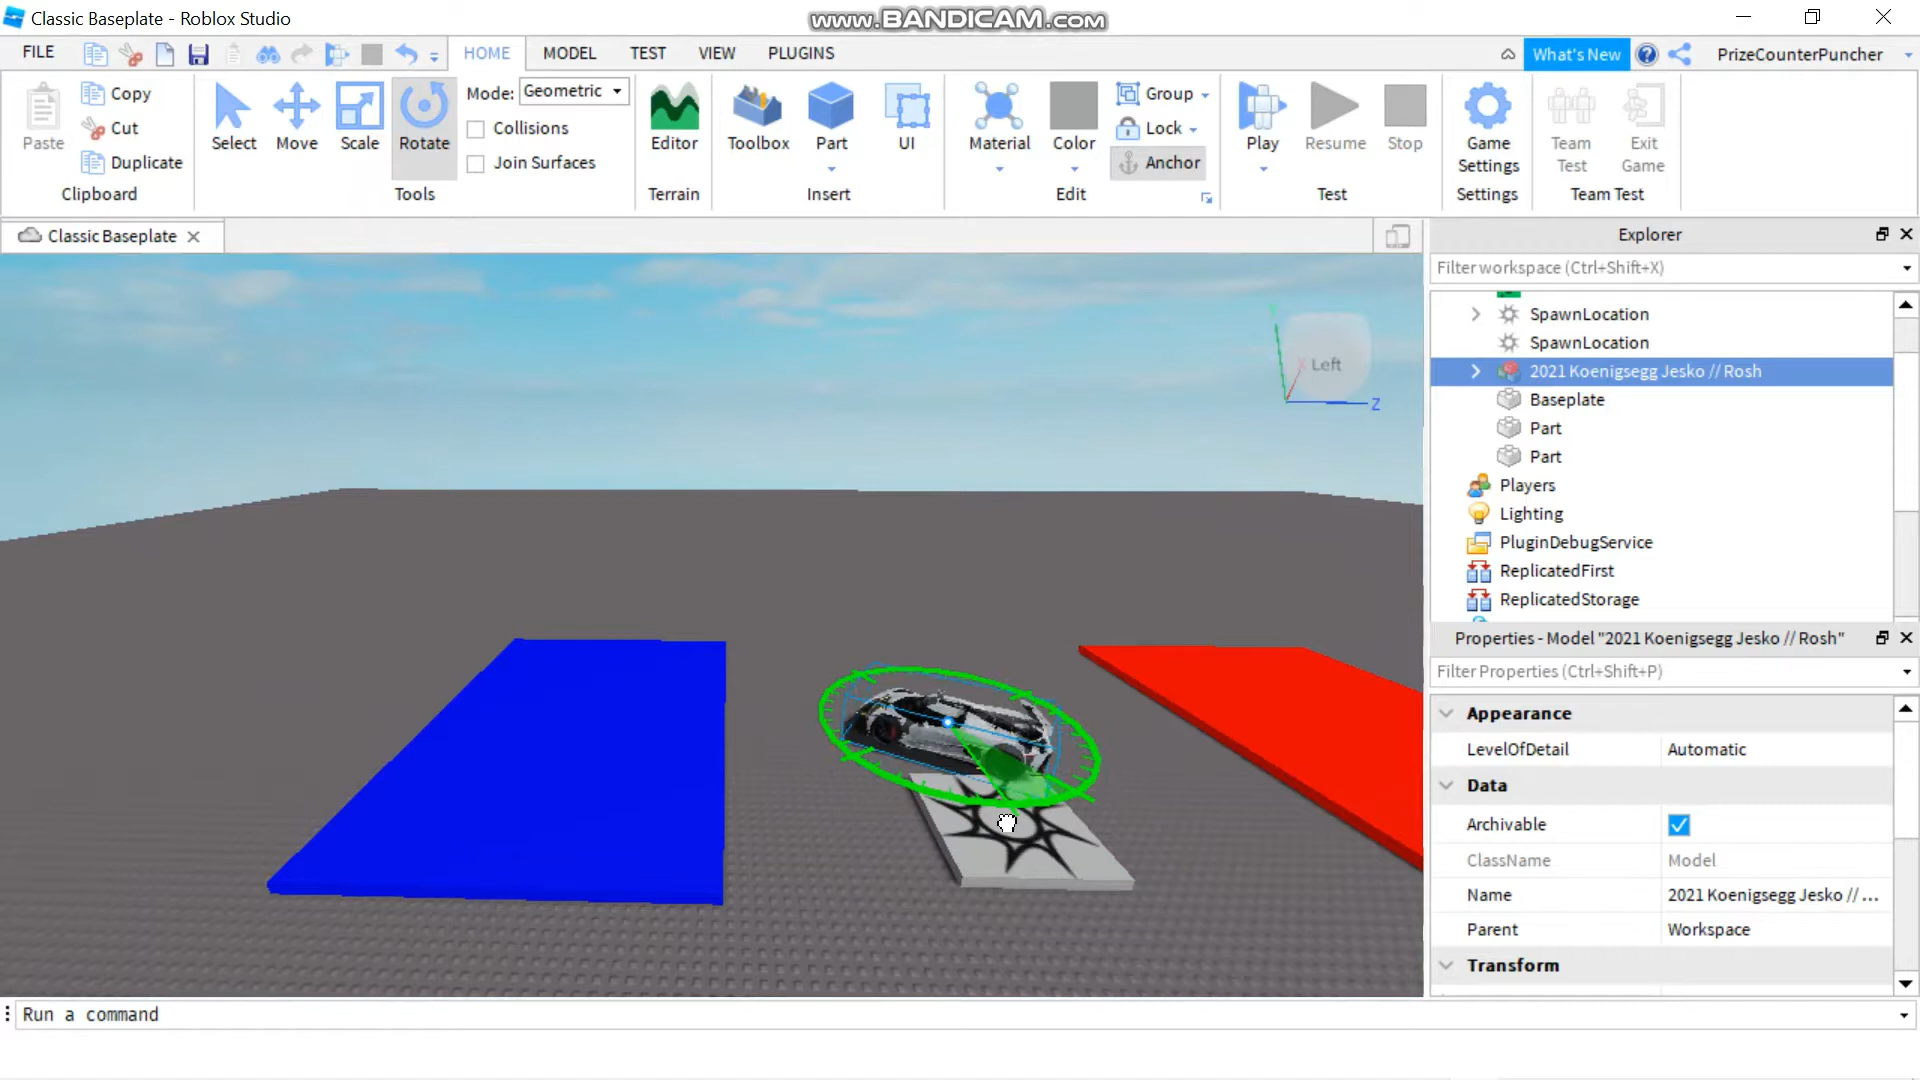 Classic Baseplate - Roblox Studio
www.BANDICAM.com
FILE
HOME
MODEL
TEST
VIEW
PLUGINS
What's New
PrizeCounterPuncher
Paste
Copy
Cut
Duplicate
Clipboard
Select
Move
Scale
Rotate
Mode: Geometric
Collisions
Join Surfaces
Tools
Editor
Terrain
Toolbox
Part
UI
Insert
Material
Color
Group
Lock
Anchor
Edit
Play
Resume
Stop
Test
Game
Settings
Settings
Team
Test
Exit
Game
Team Test
Classic Baseplate
Explorer
Filter workspace (Ctrl+Shift+X)
SpawnLocation
SpawnLocation
2021 Koenigsegg Jesko // Rosh
Baseplate
Part
Part
Players
Lighting
PluginDebugService
ReplicatedFirst
ReplicatedStorage
Y
X
Left
Z
Properties - Model "2021 Koenigsegg Jesko // Rosh"
Filter Properties (Ctrl+Shift+P)
Appearance
LevelOfDetail Automatic
Data
Archivable
ClassName Model
Name 2021 Koenigsegg Jesko // ...
Parent Workspace
Transform
Run a command